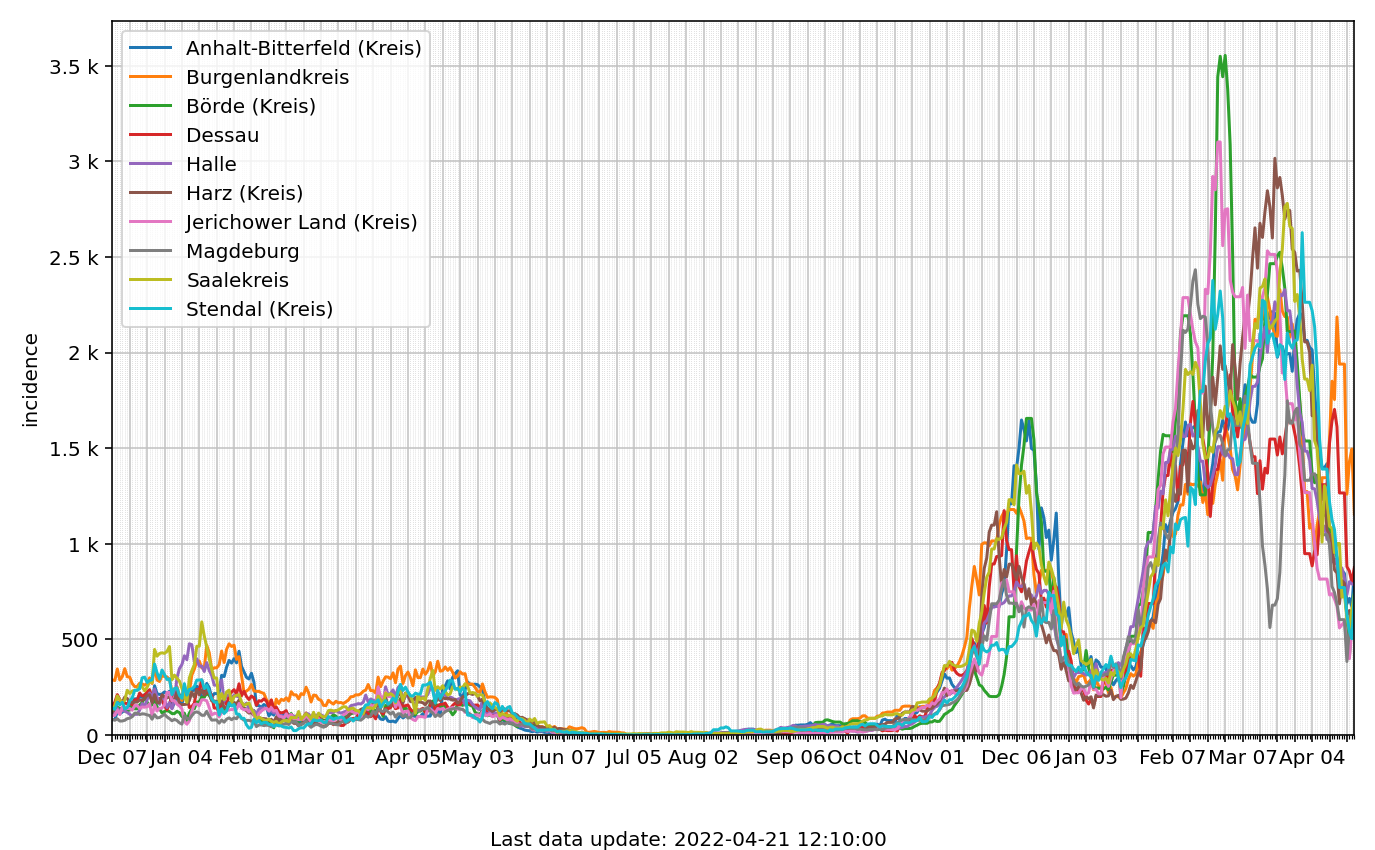 3.5 k
3 k
2.5 k
2 k
1.5 k
1 k
500
0
incidence
Anhalt-Bitterfeld (Kreis)
Burgenlandkreis
Börde (Kreis)
Dessau
Halle
Harz (Kreis)
Jerichower Land (Kreis)
Magdeburg
Saalekreis
Stendal (Kreis)
Dec 07 Jan 04 Feb 01 Mar 01 Apr 05 May 03 Jun 07 Jul 05 Aug 02 Sep 06 Oct 04 Nov 01 Dec 06 Jan 03 Feb 07 Mar 07 Apr 04
Last data update: 2022-04-21 12:10:00